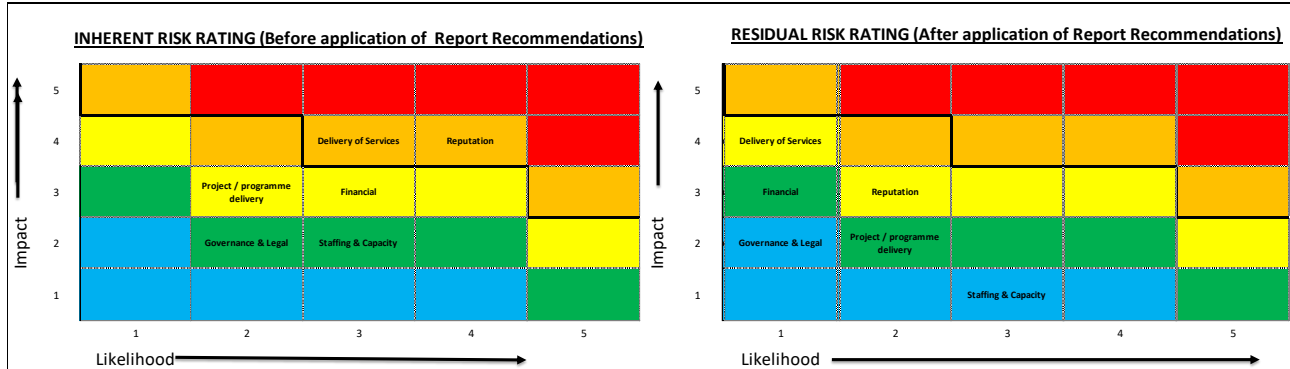 INHERENT RISK RATING (Before application of Report Recommendations)
Impact
5
4
Delivery of Services
Reputation
3
Project / programme
delivery
Financial
2
Governance & Legal
Staffing & Capacity
1
1 2 3 4 5
Likelihood
RESIDUAL RISK RATING (After application of Report Recommendations)
Impact
5
4
Delivery of Services
3
Financial
Reputation
2
Governance & Legal
Project / programme
delivery
1
Staffing & Capacity
1 2 3 4 5
Likelihood